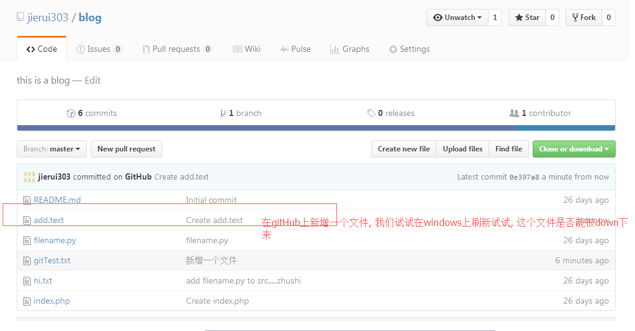 jierui303 / blog
Unwatch 1 Star 0 Fork 0
Code Issues 0 Pull requests 0 Wiki Pulse Graphs Settings
this is a blog — Edit
6 commits 1 branch 0 releases 1 contributor
Branch: master New pull request Create new file Upload files Find file Clone or download
jierui303 committed on GitHub Create add.text Latest commit 0e397a8 a minute from now
README.md Initial commit 26 days ago
add.text Create add.text now
在gitHub上新增一个文件, 我们试试在windows上刷新试试, 这个文件是否能被down下
来
filename.py filename.py 26 days ago
gitTest.txt 新增一个文件 6 minutes ago
hi.txt add filename.py to src.....zhushi 26 days ago
index.php Create index.php 26 days ago